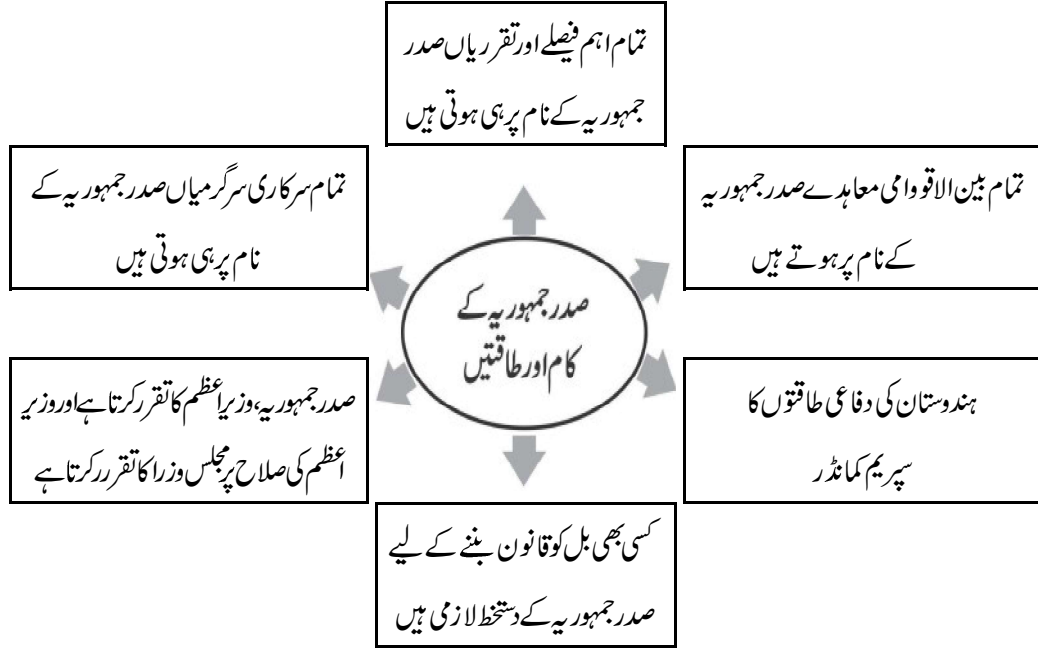 تمام اہم فیصلے اور تقرریاں صدر
جمہوریہ کے نام پر ہی ہوتی ہیں
تمام بین الاقووامی معاہدے صدر جمہوریہ
کے نام پر ہوتے ہیں
تمام سرکاری سرگرمیاں صدر جمہوریہ کے
نام پر ہی ہوتی ہیں
صدر جمہوریہ کے
کام اور طاقتیں
ہندوستان کی دفاعی طاقتوں کا
سپریم کمانڈر
صدر جمہوریہ، وزیر اعظم کا تقرر کرتا ہے اور وزیر
اعظم کی صلاح پر مجلس وزرا کا تقرر کرتا ہے
کسی بھی بل کو قانون بننے کے لیے
صدر جمہوریہ کے دستخط لازمی ہیں